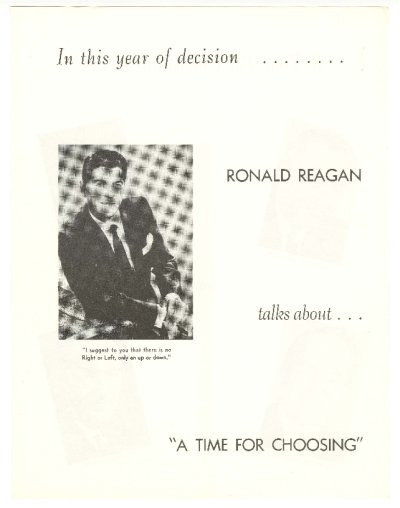 In this year of decision ........
RONALD REAGAN
talks about ...
"I suggest to you that there is no
Right or Left, only an up or down."
"A TIME FOR CHOOSING"